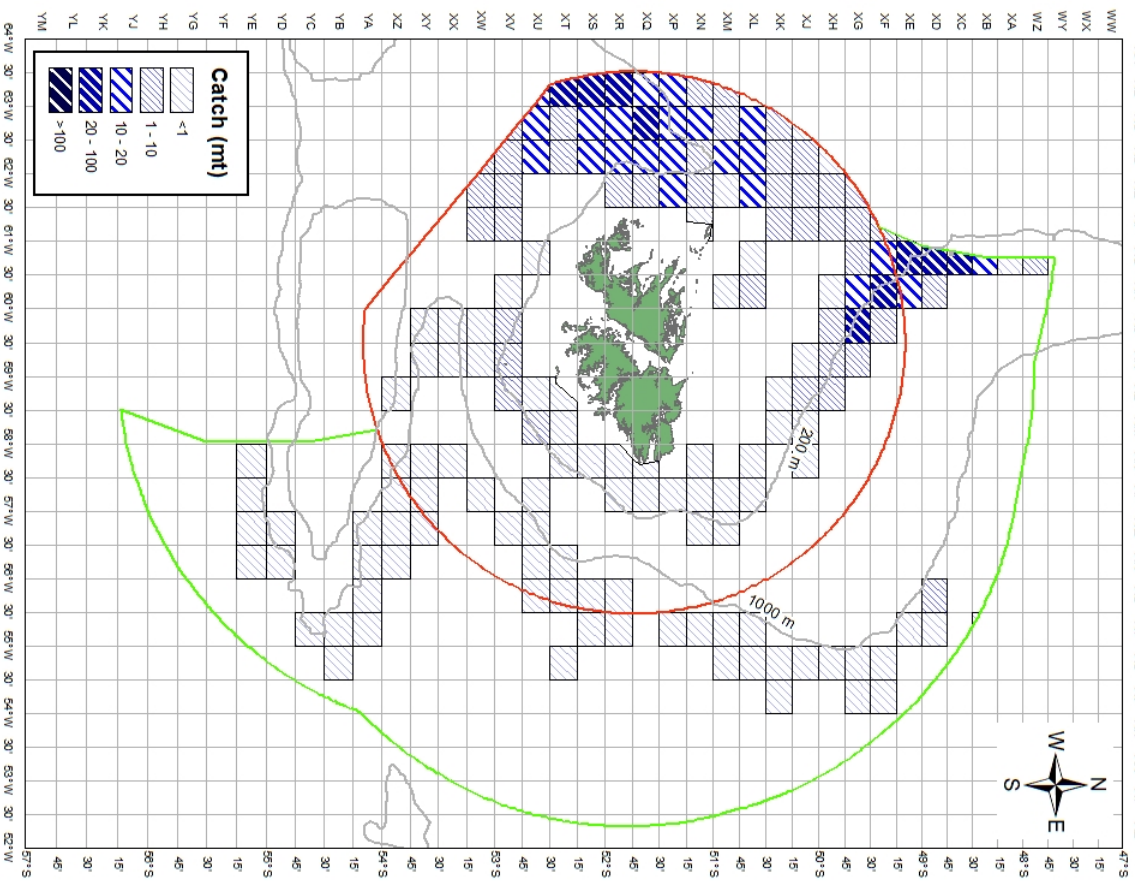 WW
WX
WY
WZ
XA
XB
XC
XD
XE
XF
XG
XH
XJ
XK
XL
XM
XN
XP
XQ
XR
XS
XT
XU
XV
XW
XX
XY
XZ
YA
YB
YC
YD
YE
YG
YH
YJ
YK
YL
YM
N
W
E
S
200 m
1000 m
Catch (mt)
<1
1 - 10
10 - 20
20 - 100
>100
47°S
15'
30'
45'
48°S
15'
30'
45'
49°S
15'
30'
45'
50°S
15'
30'
45'
51°S
15'
30'
45'
52°S
15'
30'
45'
53°S
15'
30'
45'
54°S
15'
30'
45'
55°S
15'
30'
45'
56°S
15'
30'
45'
57°S
64°W 30' 63°W 30' 62°W 30' 61°W 30' 60°W 30' 59°W 30' 58°W 30' 57°W 30' 56°W 30' 55°W 30' 54°W 30' 53°W 30' 52°W